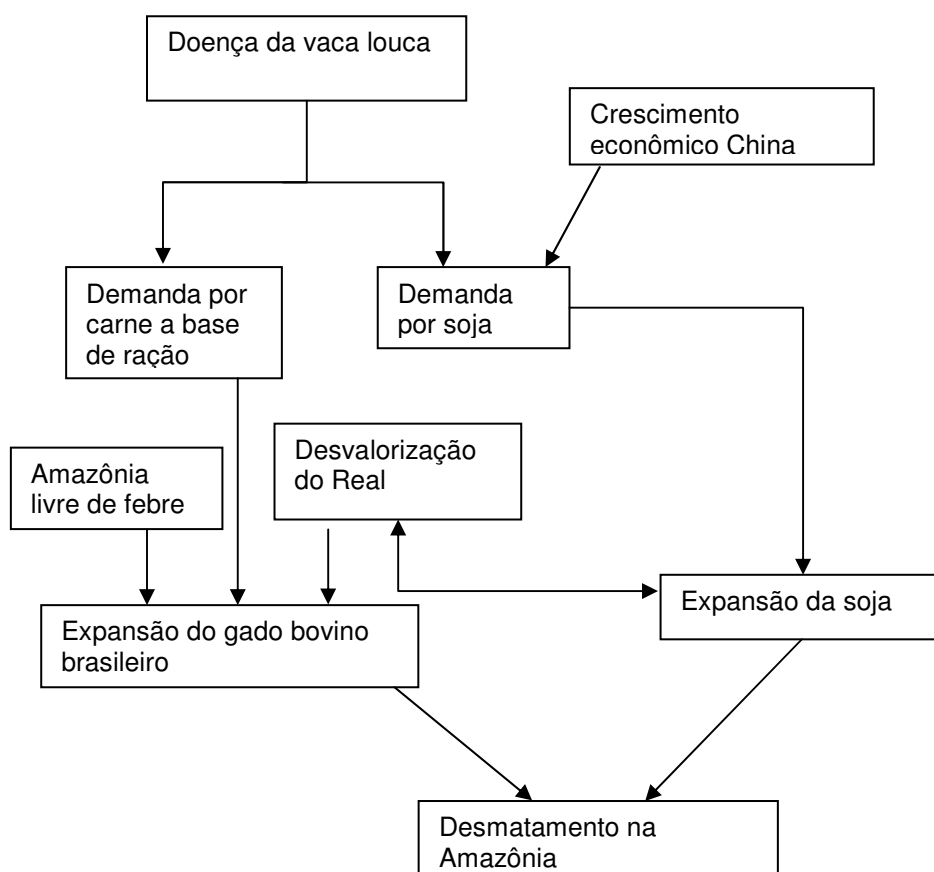 Doença da vaca louca
Crescimento
econômico China
Demanda por
carne a base
de ração
Demanda
por soja
Amazônia
livre de febre
Desvalorização
do Real
Expansão da soja
Expansão do gado bovino
brasileiro
Desmatamento na
Amazônia